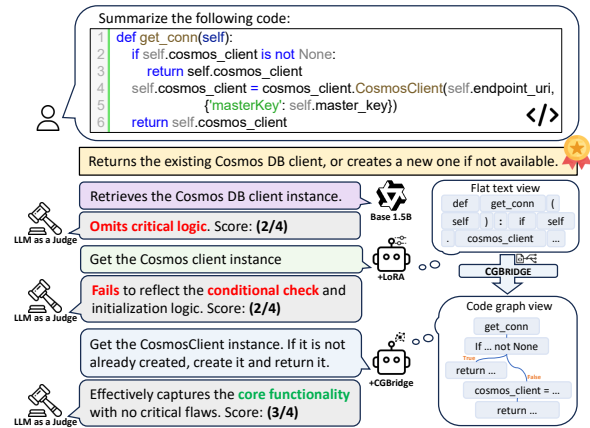 Summarize the following code:
1 def get_conn(self):
2 if self.cosmos_client is not None:
3 return self.cosmos_client
4 self.cosmos_client = cosmos_client.CosmosClient(self.endpoint_uri,
5 {'masterKey': self.master_key})
6 return self.cosmos_client
</>
Returns the existing Cosmos DB client, or creates a new one if not available.
Retrieves the Cosmos DB client instance.
Base 1.5B
LLM as a Judge
Omits critical logic. Score: (2/4)
Get the Cosmos client instance
+LoRA
LLM as a Judge
Fails to reflect the conditional check and
initialization logic. Score: (2/4)
Get the CosmosClient instance. If it is not
already created, create it and return it.
+CGBridge
LLM as a Judge
Effectively captures the core functionality
with no critical flaws. Score: (3/4)
Flat text view
def get_conn (
self ) : if self
. cosmos_client ...
CGBRIDGE
Code graph view
get_conn
If ... not None
True
return ...
False
cosmos_client = ...
return ...